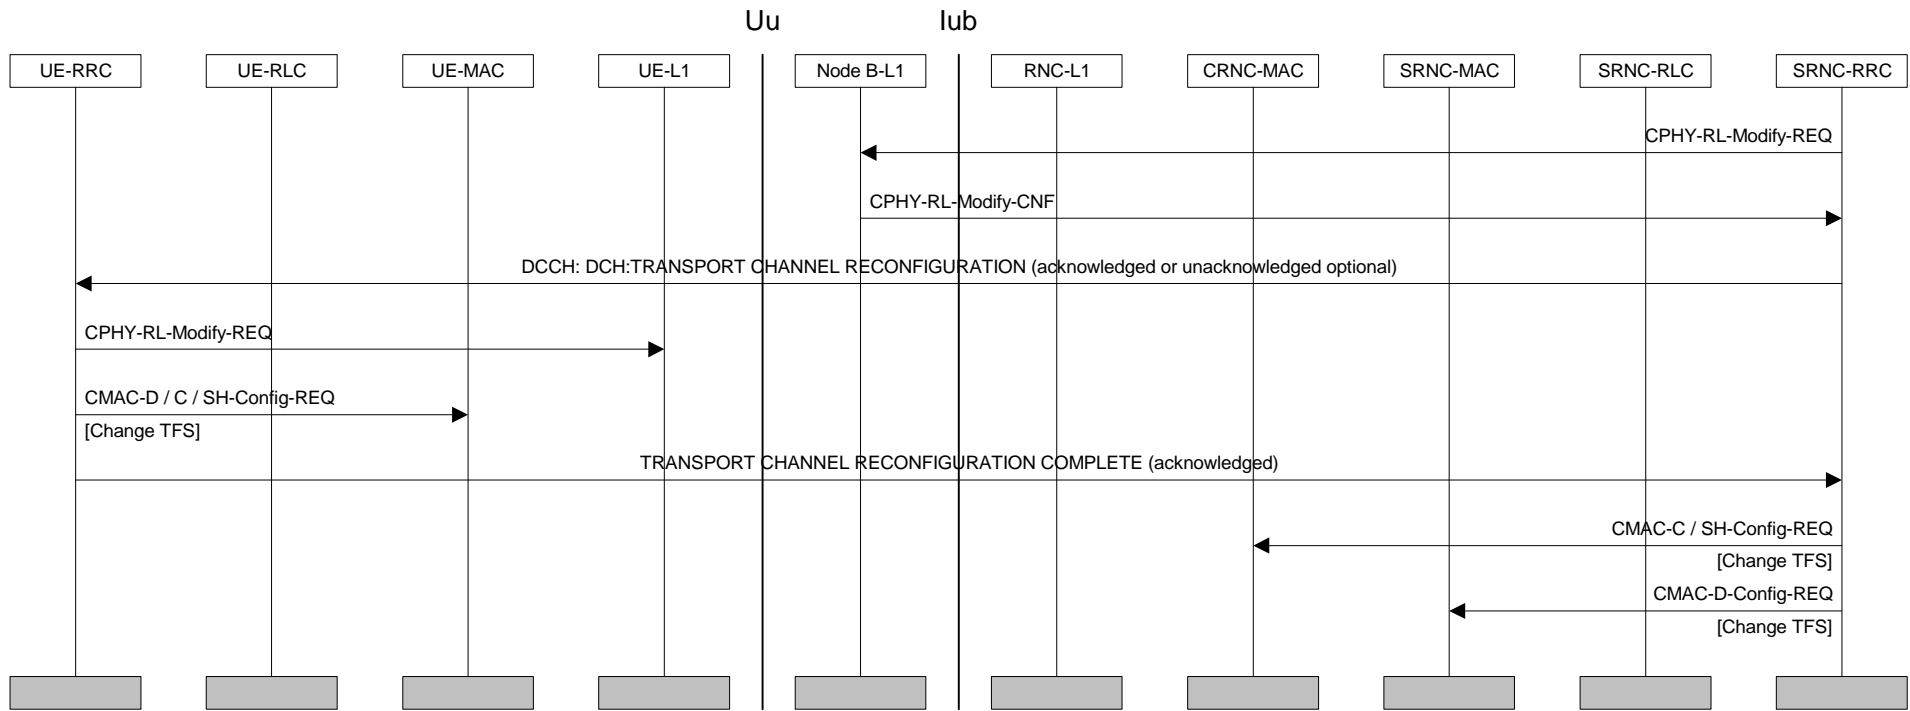 Uu
Iub
UE-RRC
UE-RLC
UE-MAC
UE-L1
Node B-L1
RNC-L1
CRNC-MAC
SRNC-MAC
SRNC-RLC
SRNC-RRC
CPHY-RL-Modify-REQ
CPHY-RL-Modify-CNF
DCCH: DCH:TRANSPORT CHANNEL RECONFIGURATION (acknowledged or unacknowledged optional)
CPHY-RL-Modify-REQ
CMAC-D / C / SH-Config-REQ
[Change TFS]
TRANSPORT CHANNEL RECONFIGURATION COMPLETE (acknowledged)
CMAC-C / SH-Config-REQ
[Change TFS]
CMAC-D-Config-REQ
[Change TFS]